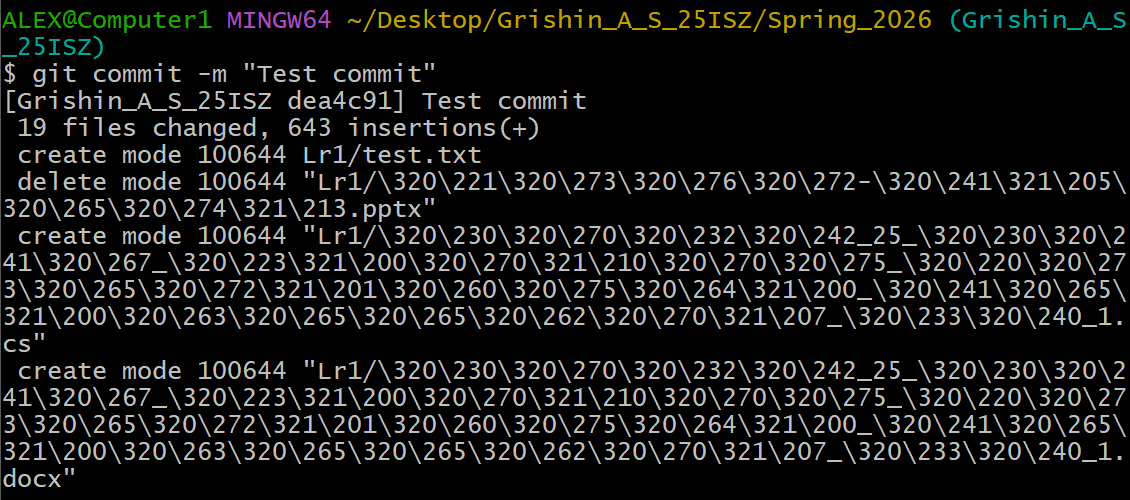 ALEX@Computer1 MINGW64 ~/Desktop/Grishin_A_S_25ISZ/Spring_2026 (Grishin_A_S
_25ISZ)
$ git commit -m "Test commit"
[Grishin_A_S_25ISZ dea4c91] Test commit
 19 files changed, 643 insertions(+)
 create mode 100644 Lr1/test.txt
 delete mode 100644 "Lr1/\320\221\320\273\320\276\320\272-\320\241\321\205\
320\265\320\274\321\213.pptx"
 create mode 100644 "Lr1/\320\230\320\270\320\232\320\242_25_\320\230\320\2
41\320\267_\320\223\321\200\320\270\321\210\320\270\320\275_\320\220\320\27
3\320\265\320\272\321\201\320\260\320\275\320\264\321\200_\320\241\320\265\
321\200\320\263\320\265\320\265\320\262\320\270\321\207_\320\233\320\240_1.
cs"
 create mode 100644 "Lr1/\320\230\320\270\320\232\320\242_25_\320\230\320\2
41\320\267_\320\223\321\200\320\270\321\210\320\270\320\275_\320\220\320\27
3\320\265\320\272\321\201\320\260\320\275\320\264\321\200_\320\241\320\265\
321\200\320\263\320\265\320\265\320\262\320\270\321\207_\320\233\320\240_1.
docx"